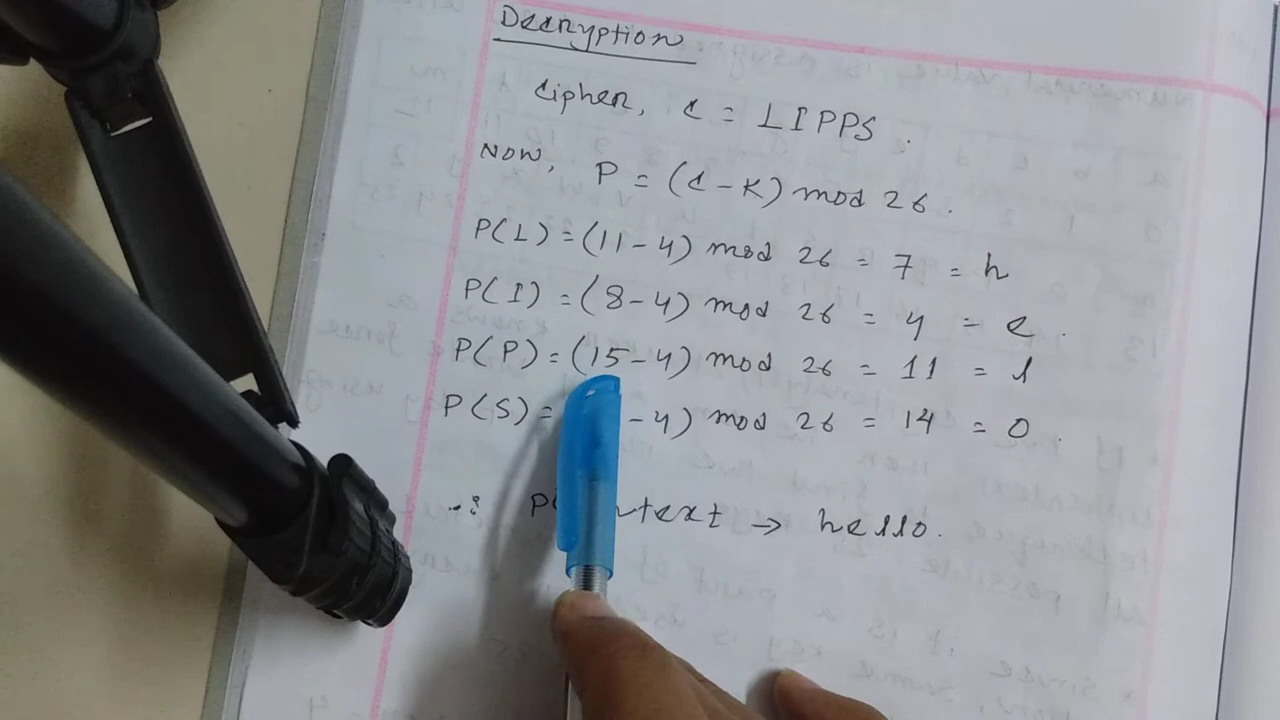 Decryption
Cipher, C = LIPPS.
Now, P = (C-K) mod 26.
P(L) = (11-4) mod 26 = 7 = h
P(I) = (8-4) mod 26 = 4 = e.
P(P) = (15-4) mod 26 = 11 = l
P(S) = -4) mod 26 = 14 = o.
∴ P text → hello.